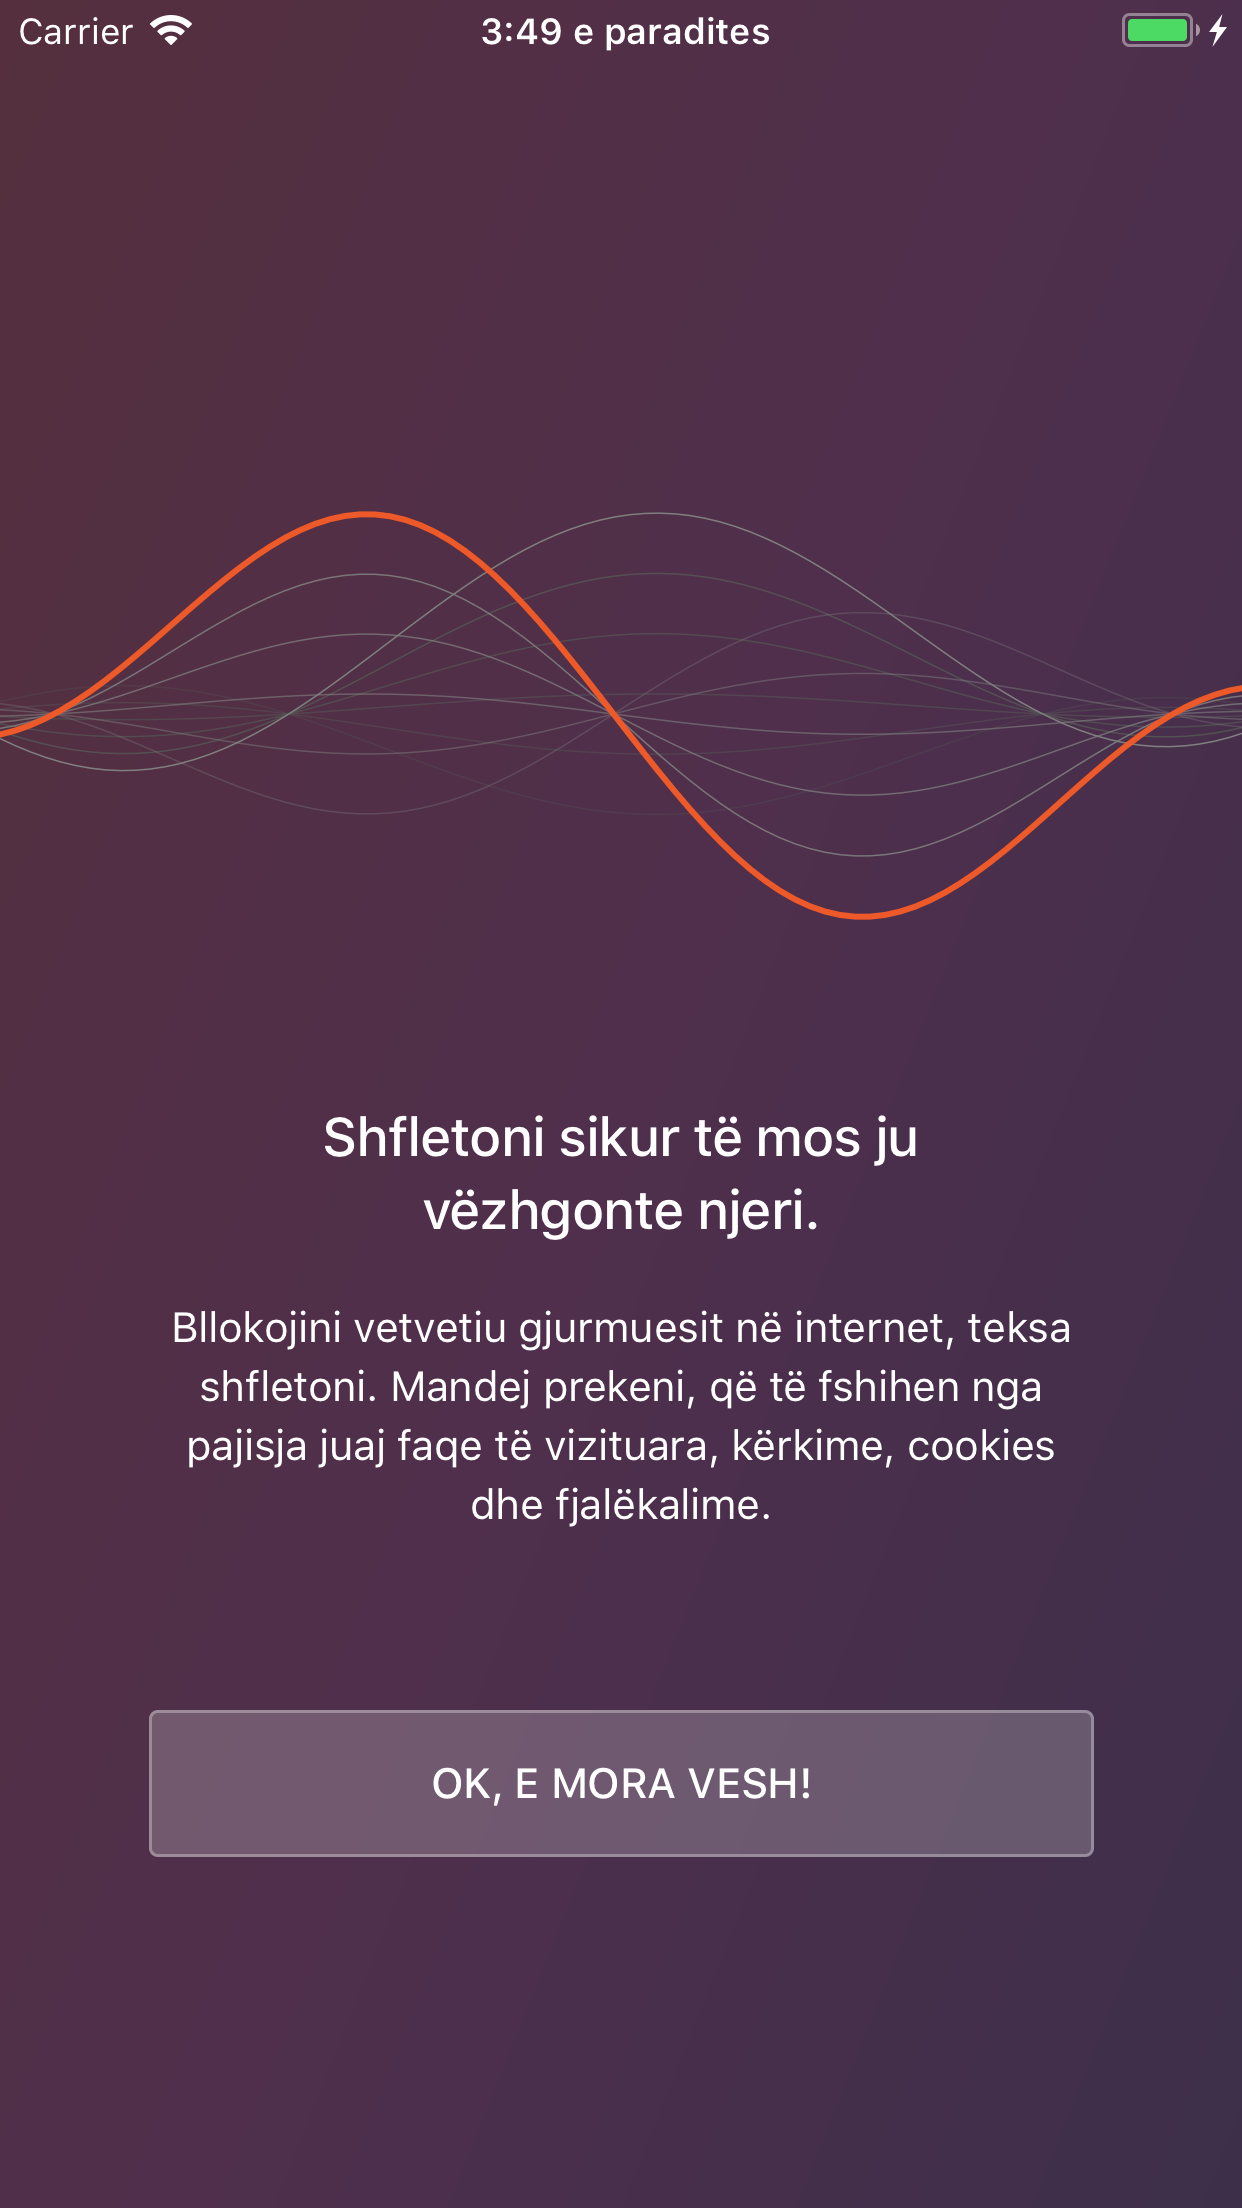 Carrier
3:49 e paradites
Shfletoni sikur të mos ju
vëzhgonte njeri.
Bllokojini vetvetiu gjurmuesit në internet, teksa
shfletoni. Mandej prekeni, që të fshihen nga
pajisja juaj faqe të vizituara, kërkime, cookies
dhe fjalëkalime.
OK, E MORA VESH!